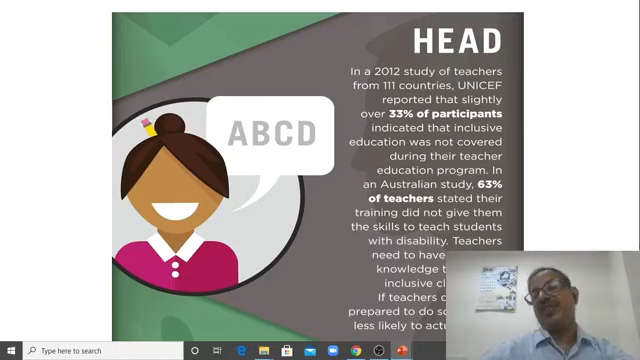 HEAD
In a 2012 study of teachers
from 111 countries, UNICEF
reported that slightly
over 33% of participants
indicated that inclusive
education was not covered
during their teacher
education program. In
an Australian study, 63%
of teachers stated their
training did not give them
the skills to teach students
with disability. Teachers
need to have
knowledge
inclusive
If teachers
prepared to do
less likely to
ABCD
Type here to search